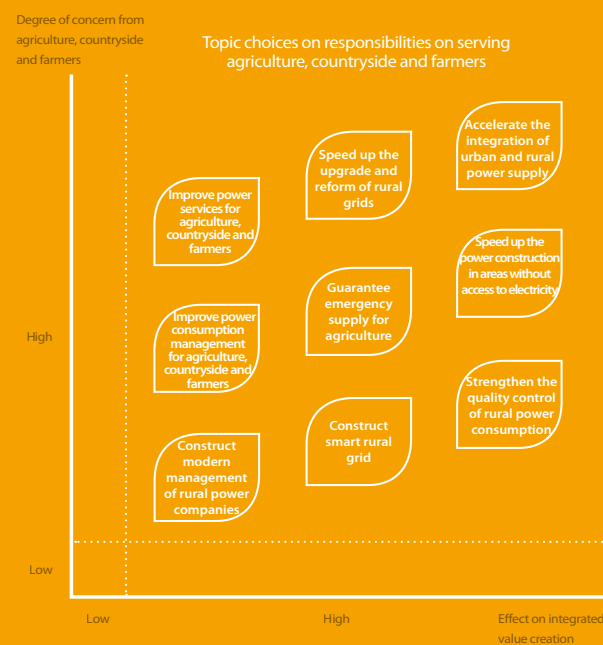 Degree of concern from
agriculture, countryside
and farmers
Topic choices on responsibilities on serving
agriculture, countryside and farmers
Accelerate the
integration of
urban and rural
power supply
Speed up the
upgrade and
reform of rural
grids
Improve power
services for
agriculture,
countryside and
farmers
Speed up the
power construction
in areas without
access to electricity
Guarantee
emergency
supply for
agriculture
Improve power
consumption
management
for agriculture,
countryside and
farmers
Strengthen the
quality control
of rural power
consumption
Construct
smart rural
grid
Construct
modern
management
of rural power
companies
High
Low
Low
High
Effect on integrated
value creation